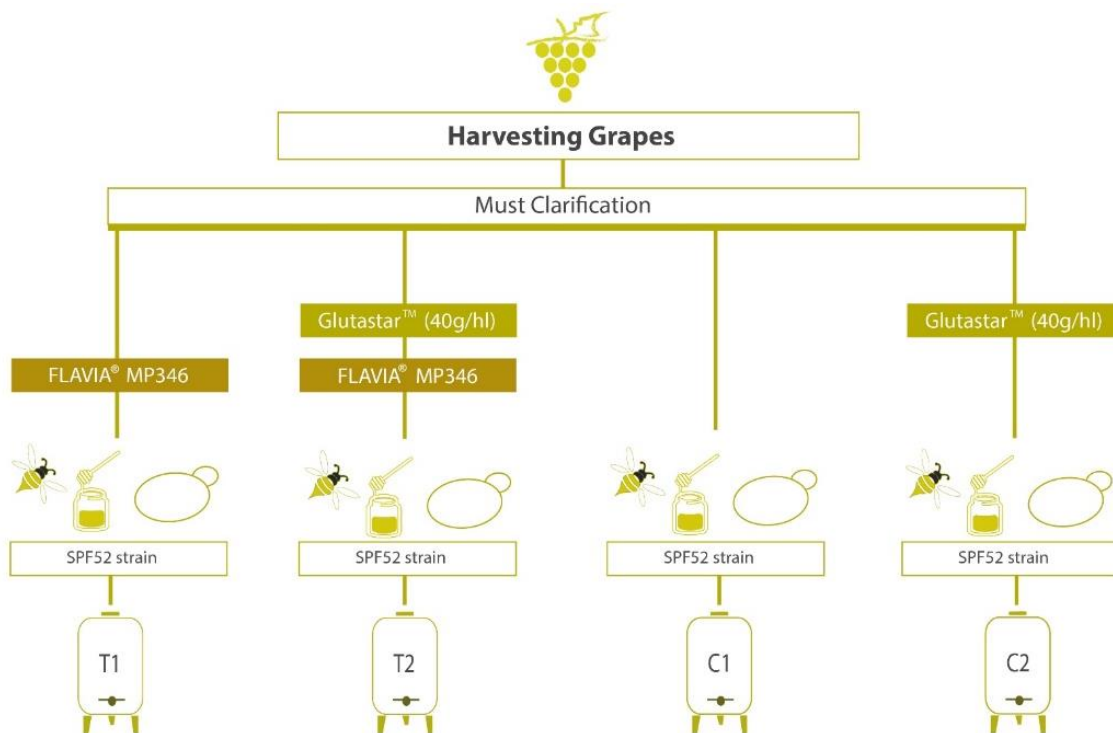 Harvesting Grapes
Must Clarification
Glutastar™ (40g/hl)
Glutastar™ (40g/hl)
FLAVIA® MP346
FLAVIA® MP346
SPF52 strain
SPF52 strain
SPF52 strain
SPF52 strain
T1
T2
C1
C2